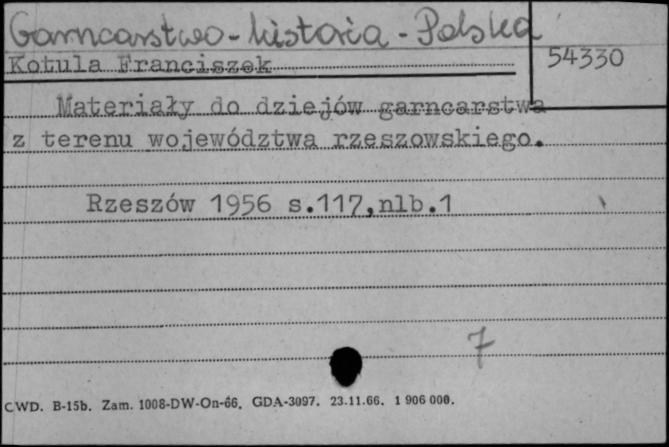 Garncarstwo - historia - Polska
54330
Kotula Franciszek
Materiały do dziejów garncarstwa
z terenu województwa rzeszowskiego.
Rzeszów 1956 s.117,nlb.1
7
CWD. B-15b. Zam. 1008-DW-On-66. GDA-3097. 23.11.66. 1 906 000.